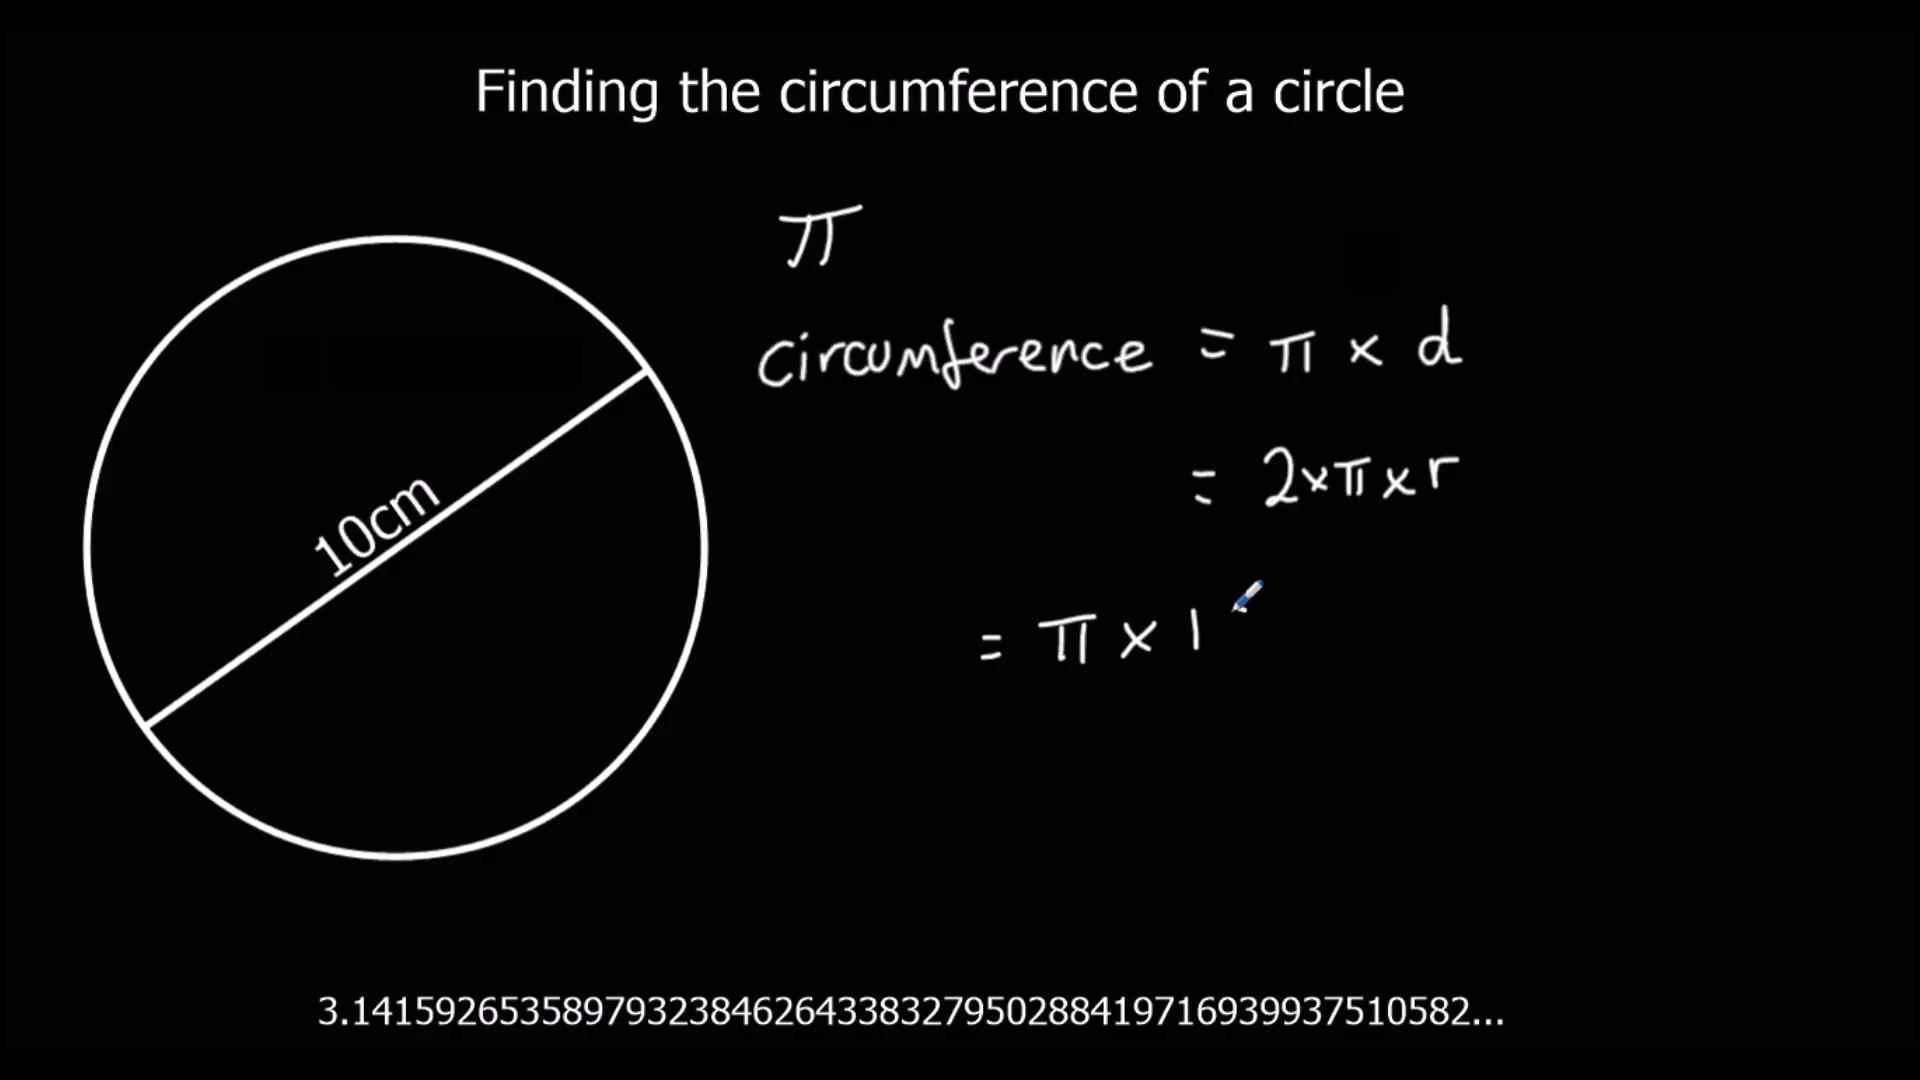 Finding the circumference of a circle
π
circumference = π × d
= 2×π×r
10cm
= π × 1
3.14159265358979323846264338327950288419716939937510582...